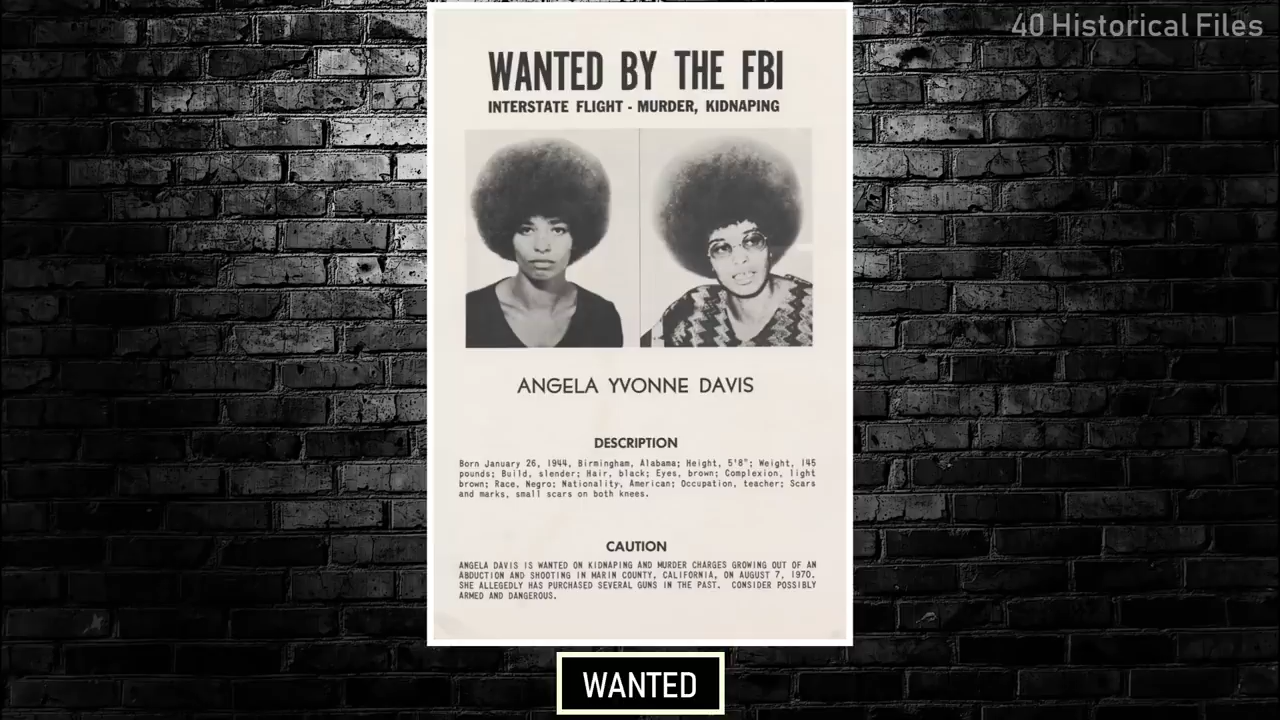 40 Historical Files
WANTED BY THE FBI
INTERSTATE FLIGHT - MURDER, KIDNAPING
ANGELA YVONNE DAVIS
DESCRIPTION
Born January 26, 1944, Birmingham, Alabama; Height, 5'8"; Weight, 145
pounds; Build, slender; Hair, black; Eyes, brown; Complexion, light
brown; Race, Negro; Nationality, American; Occupation, teacher; Scars
and marks, small scars on both knees.
CAUTION
ANGELA DAVIS IS WANTED ON KIDNAPING AND MURDER CHARGES GROWING OUT OF AN
ABDUCTION AND SHOOTING IN MARIN COUNTY, CALIFORNIA, ON AUGUST 7, 1970.
SHE ALLEGEDLY HAS PURCHASED SEVERAL GUNS IN THE PAST. CONSIDER POSSIBLY
ARMED AND DANGEROUS.
WANTED